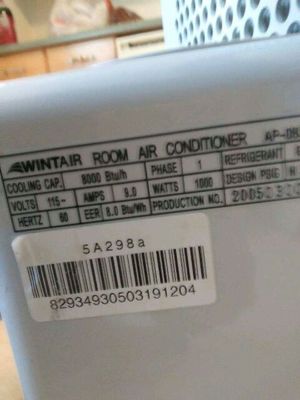 WINTAIR ROOM AIR CONDITIONER
COOLING CAP. 8000 Btu/h PHASE 1 REFRIGERANT
VOLTS 115~ AMPS 9.0 WATTS 1000 DESIGN PSIG H
HERTZ 60 EER 8.0 Btu/Wh PRODUCTION NO.
5A298a
82934930503191204